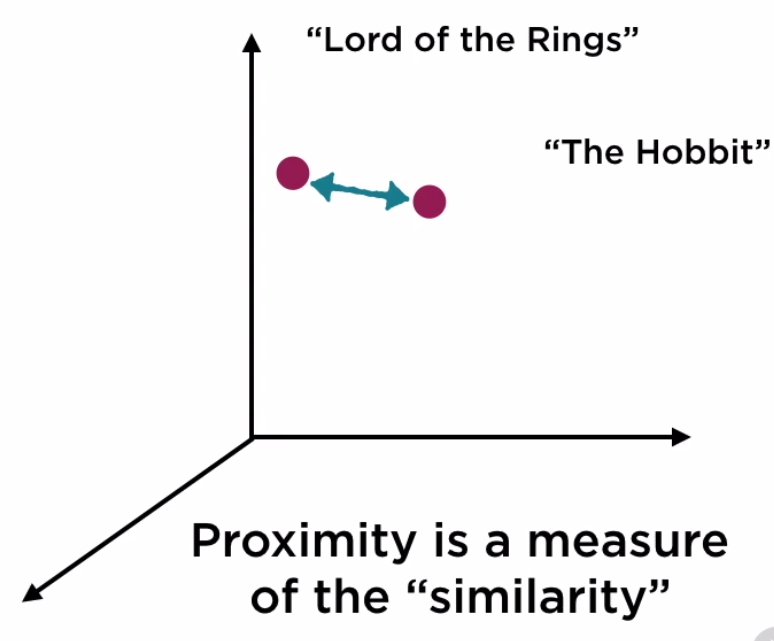 “Lord of the Rings”
“The Hobbit”
Proximity is a measure
of the “similarity”